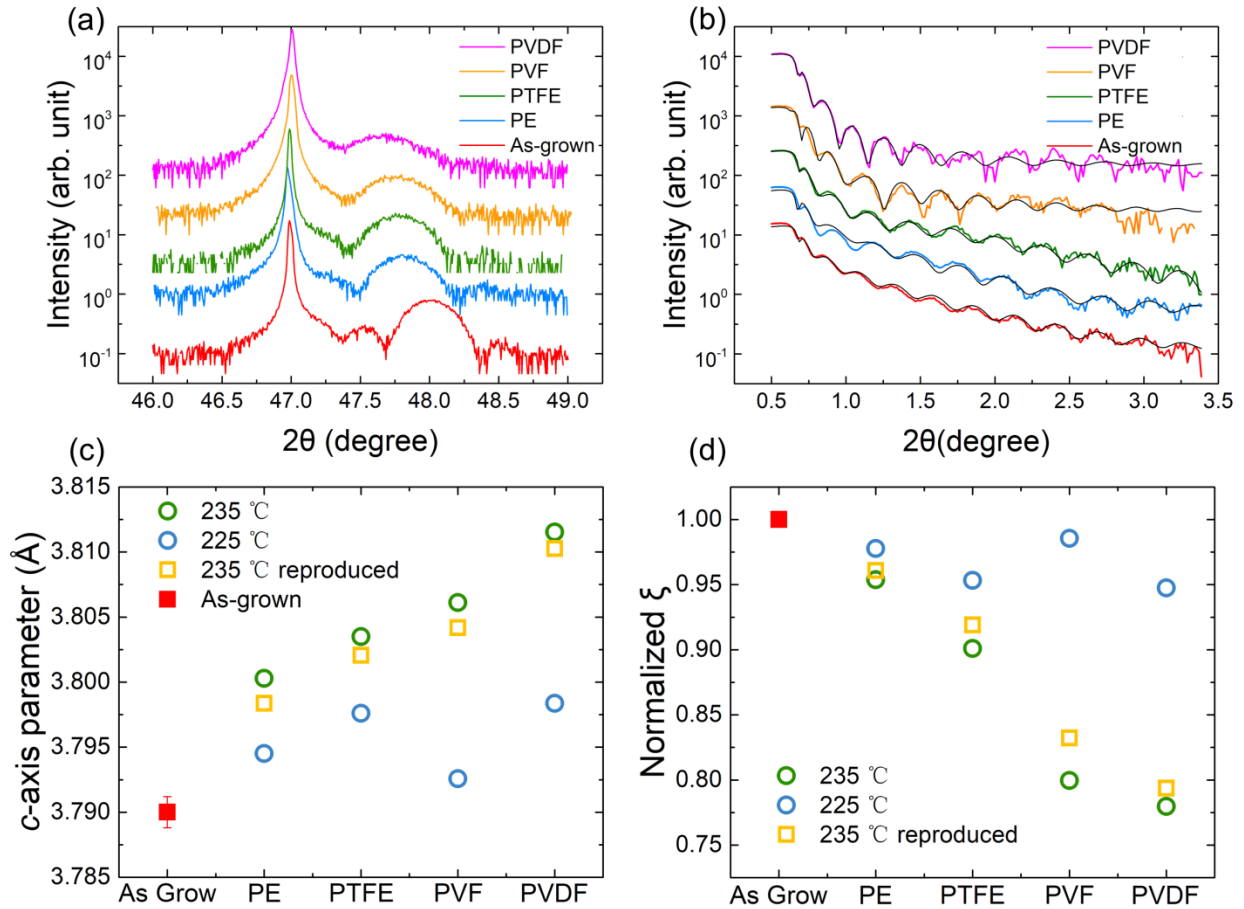 (a)
PVDF
PVF
PTFE
PE
As-grown
Intensity (arb. unit)
10⁴
10³
10²
10¹
10⁰
10⁻¹
46.0 46.5 47.0 47.5 48.0 48.5 49.0
2θ (degree)
(b)
PVDF
PVF
PTFE
PE
As-grown
Intensity (arb. unit)
10⁴
10³
10²
10¹
10⁰
10⁻¹
0.5 1.0 1.5 2.0 2.5 3.0 3.5
2θ(degree)
(c)
235 ℃
225 ℃
235 ℃ reproduced
As-grown
c-axis parameter (Å)
3.815
3.810
3.805
3.800
3.795
3.790
3.785
As Grow PE PTFE PVF PVDF
(d)
Normalized ξ
1.00
0.95
0.90
0.85
0.80
0.75
235 ℃
225 ℃
235 ℃ reproduced
As Grow PE PTFE PVF PVDF